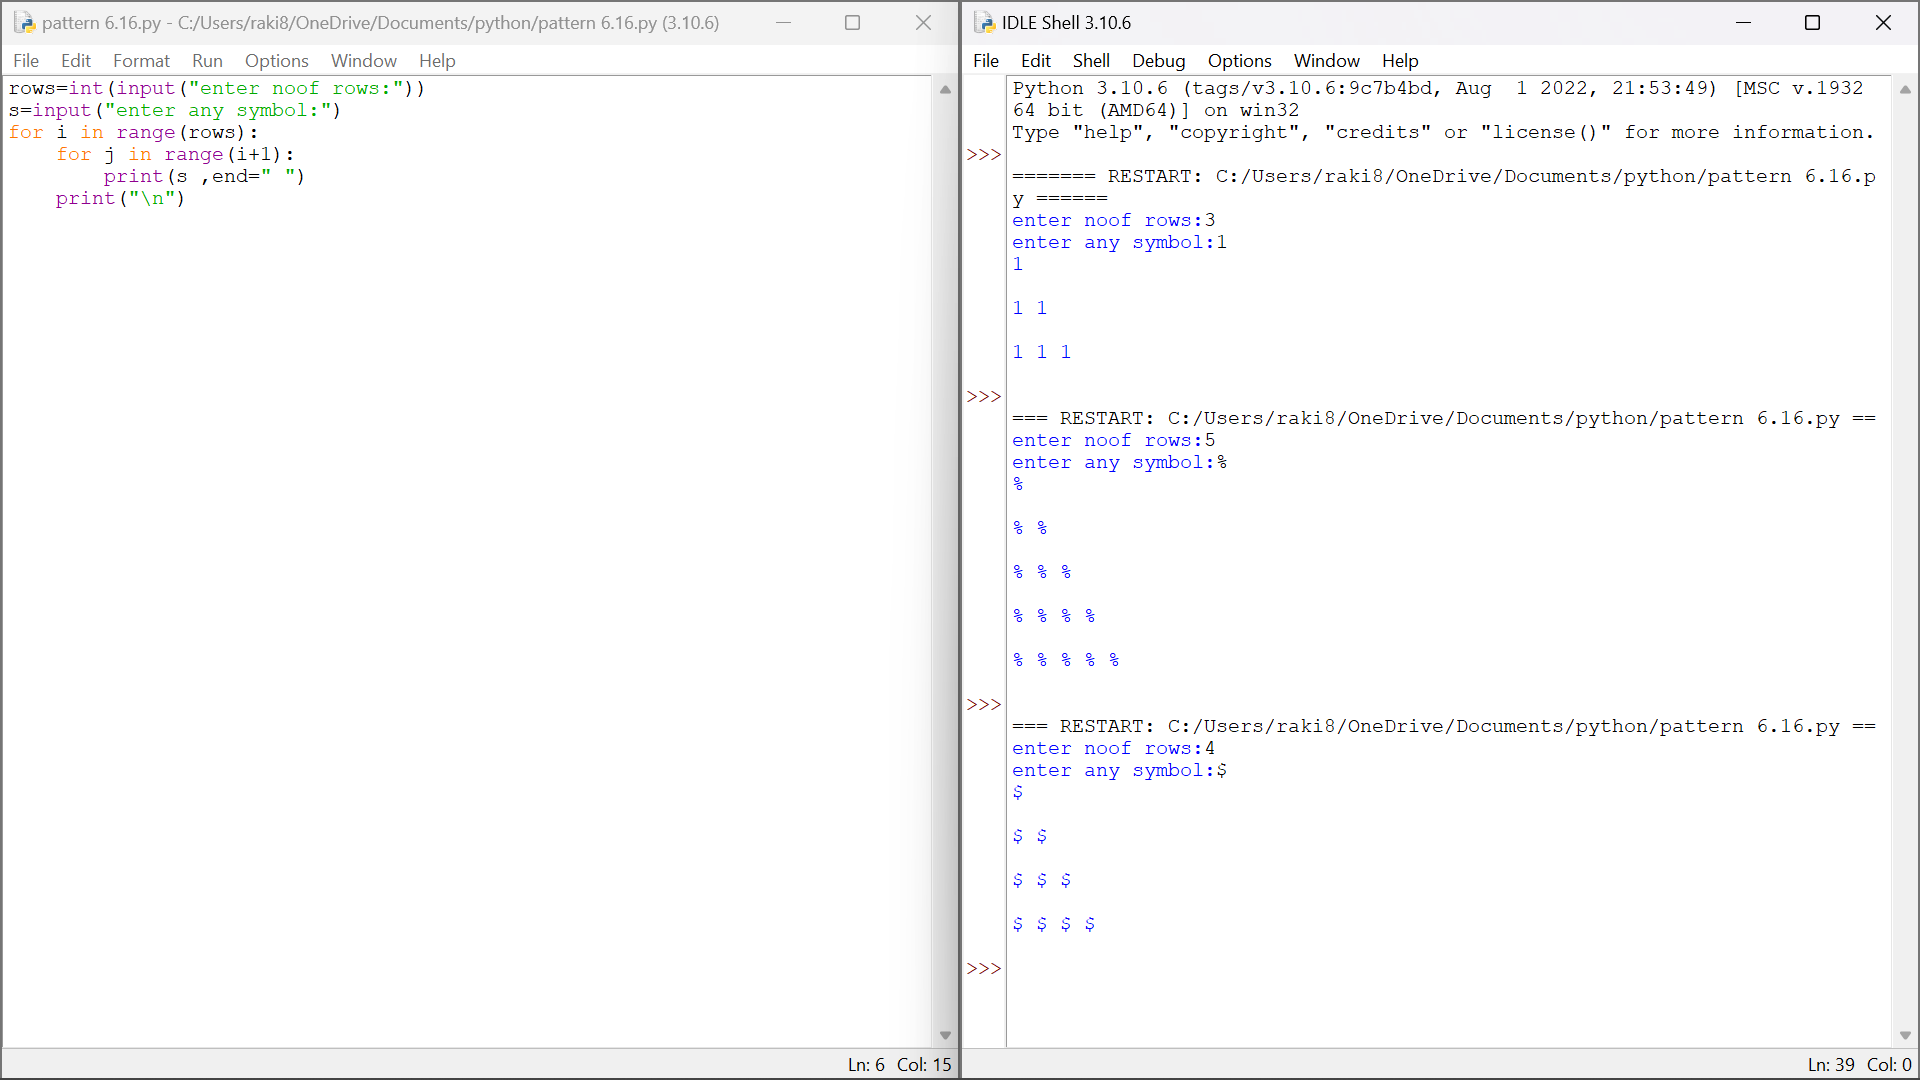 pattern 6.16.py - C:/Users/raki8/OneDrive/Documents/python/pattern 6.16.py (3.10.6)
File Edit Format Run Options Window Help
rows=int(input("enter noof rows:"))
s=input("enter any symbol:")
for i in range(rows):
    for j in range(i+1):
        print(s ,end=" ")
    print("\n")
Ln: 6 Col: 15
IDLE Shell 3.10.6
File Edit Shell Debug Options Window Help
Python 3.10.6 (tags/v3.10.6:9c7b4bd, Aug  1 2022, 21:53:49) [MSC v.1932
64 bit (AMD64)] on win32
Type "help", "copyright", "credits" or "license()" for more information.
>>>
======= RESTART: C:/Users/raki8/OneDrive/Documents/python/pattern 6.16.p
y ======
enter noof rows:3
enter any symbol:1
1
1 1
1 1 1
>>>
=== RESTART: C:/Users/raki8/OneDrive/Documents/python/pattern 6.16.py ==
enter noof rows:5
enter any symbol:%
%
% %
% % %
% % % %
% % % % %
>>>
=== RESTART: C:/Users/raki8/OneDrive/Documents/python/pattern 6.16.py ==
enter noof rows:4
enter any symbol:$
$
$ $
$ $ $
$ $ $ $
>>>
Ln: 39 Col: 0